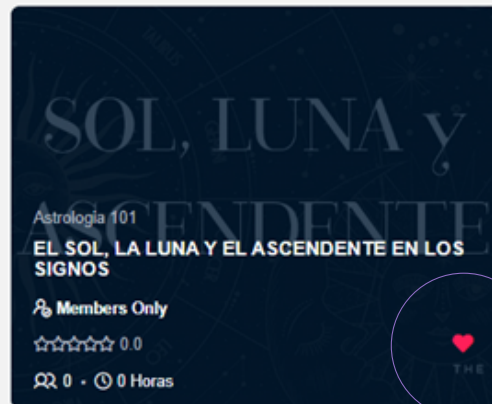 SOL, LUNA y
ASCENDENTE
Astrología 101
EL SOL, LA LUNA Y EL ASCENDENTE EN LOS
SIGNOS
Members Only
0.0
THE
0 • 0 Horas